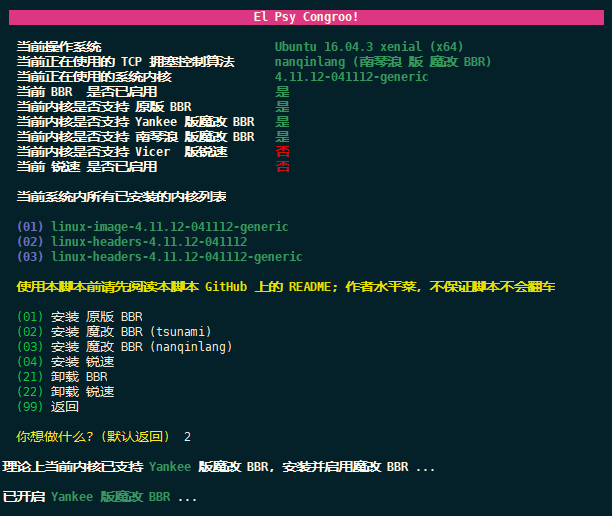 El Psy Congroo!
当前操作系统 Ubuntu 16.04.3 xenial (x64)
当前正在使用的 TCP 拥塞控制算法 nanqinlang (南琴浪 版 魔改 BBR)
当前正在使用的系统内核 4.11.12-041112-generic
当前 BBR 是否已启用 是
当前内核是否支持 原版 BBR 是
当前内核是否支持 Yankee 版魔改 BBR 是
当前内核是否支持 南琴浪 版魔改 BBR 是
当前内核是否支持 Vicer 版锐速 否
当前 锐速 是否已启用 否
当前系统内所有已安装的内核列表
(01) linux-image-4.11.12-041112-generic
(02) linux-headers-4.11.12-041112
(03) linux-headers-4.11.12-041112-generic
使用本脚本前请先阅读本脚本 GitHub 上的 README; 作者水平菜, 不保证脚本不会翻车
(01) 安装 原版 BBR
(02) 安装 魔改 BBR (tsunami)
(03) 安装 魔改 BBR (nanqinlang)
(04) 安装 锐速
(21) 卸载 BBR
(22) 卸载 锐速
(99) 返回
你想做什么? (默认返回) 2
理论上当前内核已支持 Yankee 版魔改 BBR, 安装并启用魔改 BBR ...
已开启 Yankee 版魔改 BBR ...